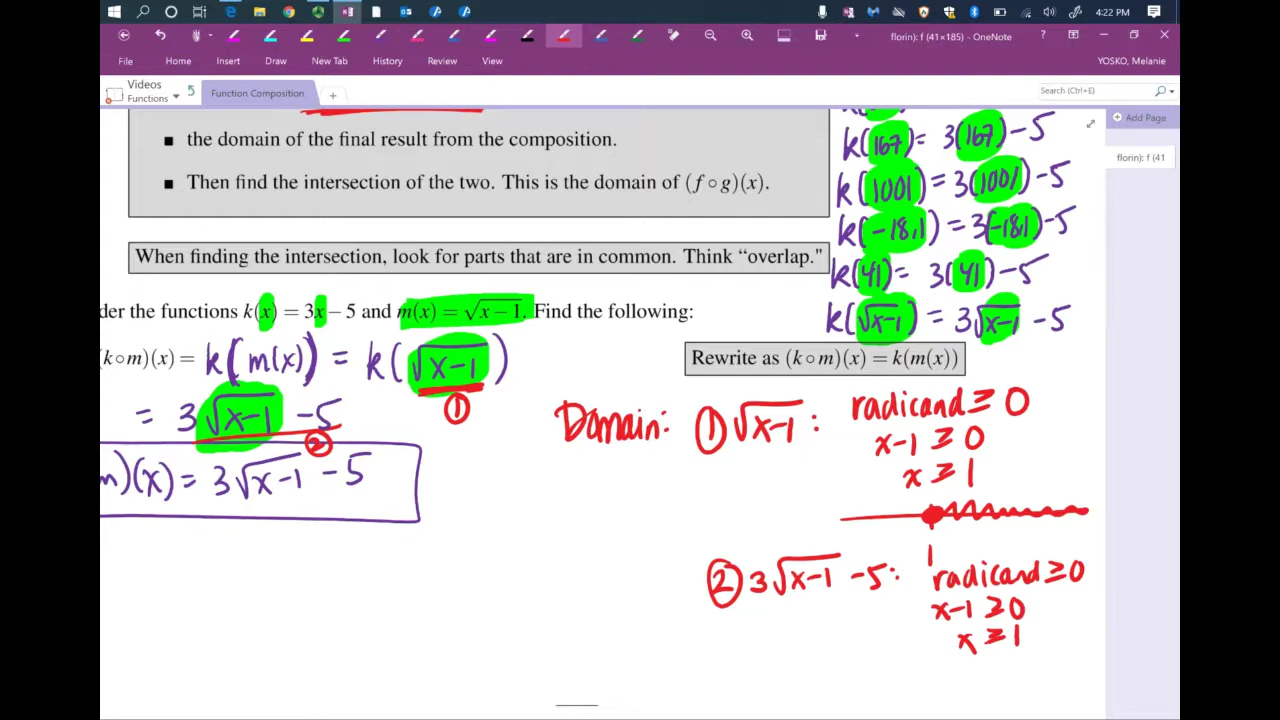 4:22 PM
florin): f (41×185) - OneNote
File Home Insert Draw New Tab History Review View
YOSKO, Melanie
Videos
Functions
Function Composition
Search (Ctrl+E)
Add Page
florin): f (41
the domain of the final result from the composition.
Then find the intersection of the two. This is the domain of (f ∘ g)(x).
When finding the intersection, look for parts that are in common. Think “overlap."
k(167) = 3(167) - 5
k(1001) = 3(1001) - 5
k(-18.1) = 3(-18.1) - 5
k(41) = 3(41) - 5
k(√x-1) = 3√x-1 - 5
der the functions k(x) = 3x − 5 and m(x) = √x − 1. Find the following:
(k ∘ m)(x) = k(m(x)) = k(√x-1)
①
= 3√x-1 - 5
②
m)(x) = 3√x-1 - 5
Rewrite as (k ∘ m)(x) = k(m(x))
Domain: ① √x-1 : radicand ≥ 0
x-1 ≥ 0
x ≥ 1
1
② 3√x-1 - 5: radicand ≥ 0
x-1 ≥ 0
x ≥ 1